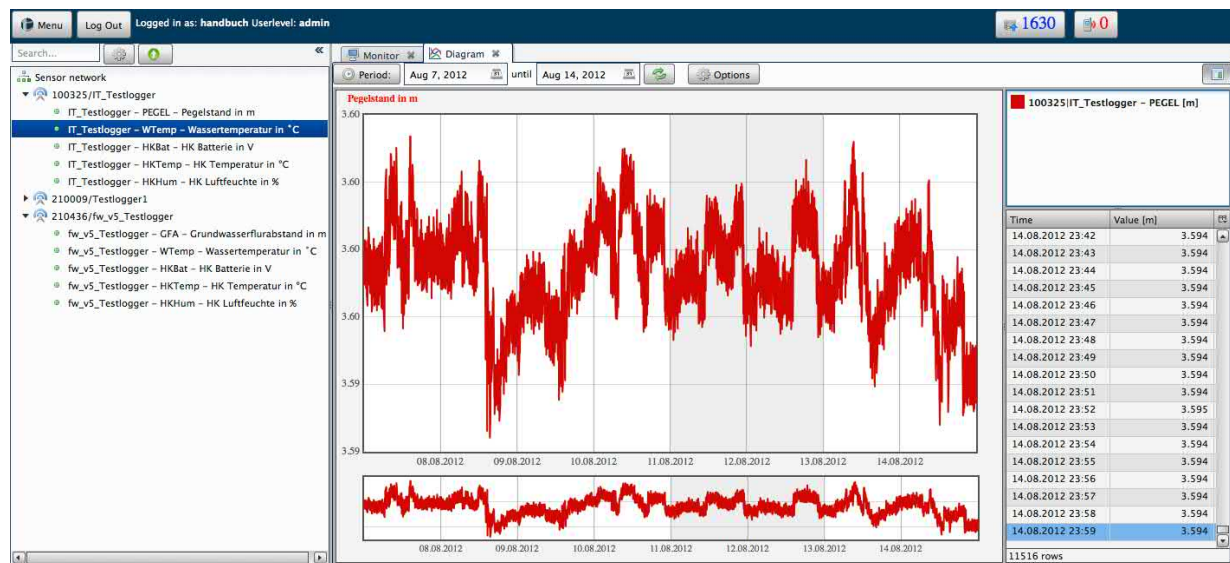 Menu
Log Out
Logged in as: handbuch Userlevel: admin
1630
0
Search...
«
Monitor
Diagram
Period:
Aug 7, 2012
31
until
Aug 14, 2012
31
Options
Sensor network
100325/IT_Testlogger
IT_Testlogger – PEGEL – Pegelstand in m
IT_Testlogger – WTemp – Wassertemperatur in °C
IT_Testlogger – HKBat – HK Batterie in V
IT_Testlogger – HKTemp – HK Temperatur in °C
IT_Testlogger – HKHum – HK Luftfeuchte in %
210009/Testlogger1
210436/fw_v5_Testlogger
fw_v5_Testlogger – GFA – Grundwasserflurabstand in m
fw_v5_Testlogger – WTemp – Wassertemperatur in °C
fw_v5_Testlogger – HKBat – HK Batterie in V
fw_v5_Testlogger – HKTemp – HK Temperatur in °C
fw_v5_Testlogger – HKHum – HK Luftfeuchte in %
Pegelstand in m
3.60
3.60
3.60
3.60
3.59
3.59
08.08.2012 09.08.2012 10.08.2012 11.08.2012 12.08.2012 13.08.2012 14.08.2012
08.08.2012 09.08.2012 10.08.2012 11.08.2012 12.08.2012 13.08.2012 14.08.2012
100325|IT_Testlogger – PEGEL [m]
Time Value [m]
14.08.2012 23:42 3.594
14.08.2012 23:43 3.594
14.08.2012 23:44 3.594
14.08.2012 23:45 3.594
14.08.2012 23:46 3.594
14.08.2012 23:47 3.594
14.08.2012 23:48 3.594
14.08.2012 23:49 3.594
14.08.2012 23:50 3.594
14.08.2012 23:51 3.594
14.08.2012 23:52 3.595
14.08.2012 23:53 3.594
14.08.2012 23:54 3.594
14.08.2012 23:55 3.594
14.08.2012 23:56 3.594
14.08.2012 23:57 3.594
14.08.2012 23:58 3.594
14.08.2012 23:59 3.594
11516 rows